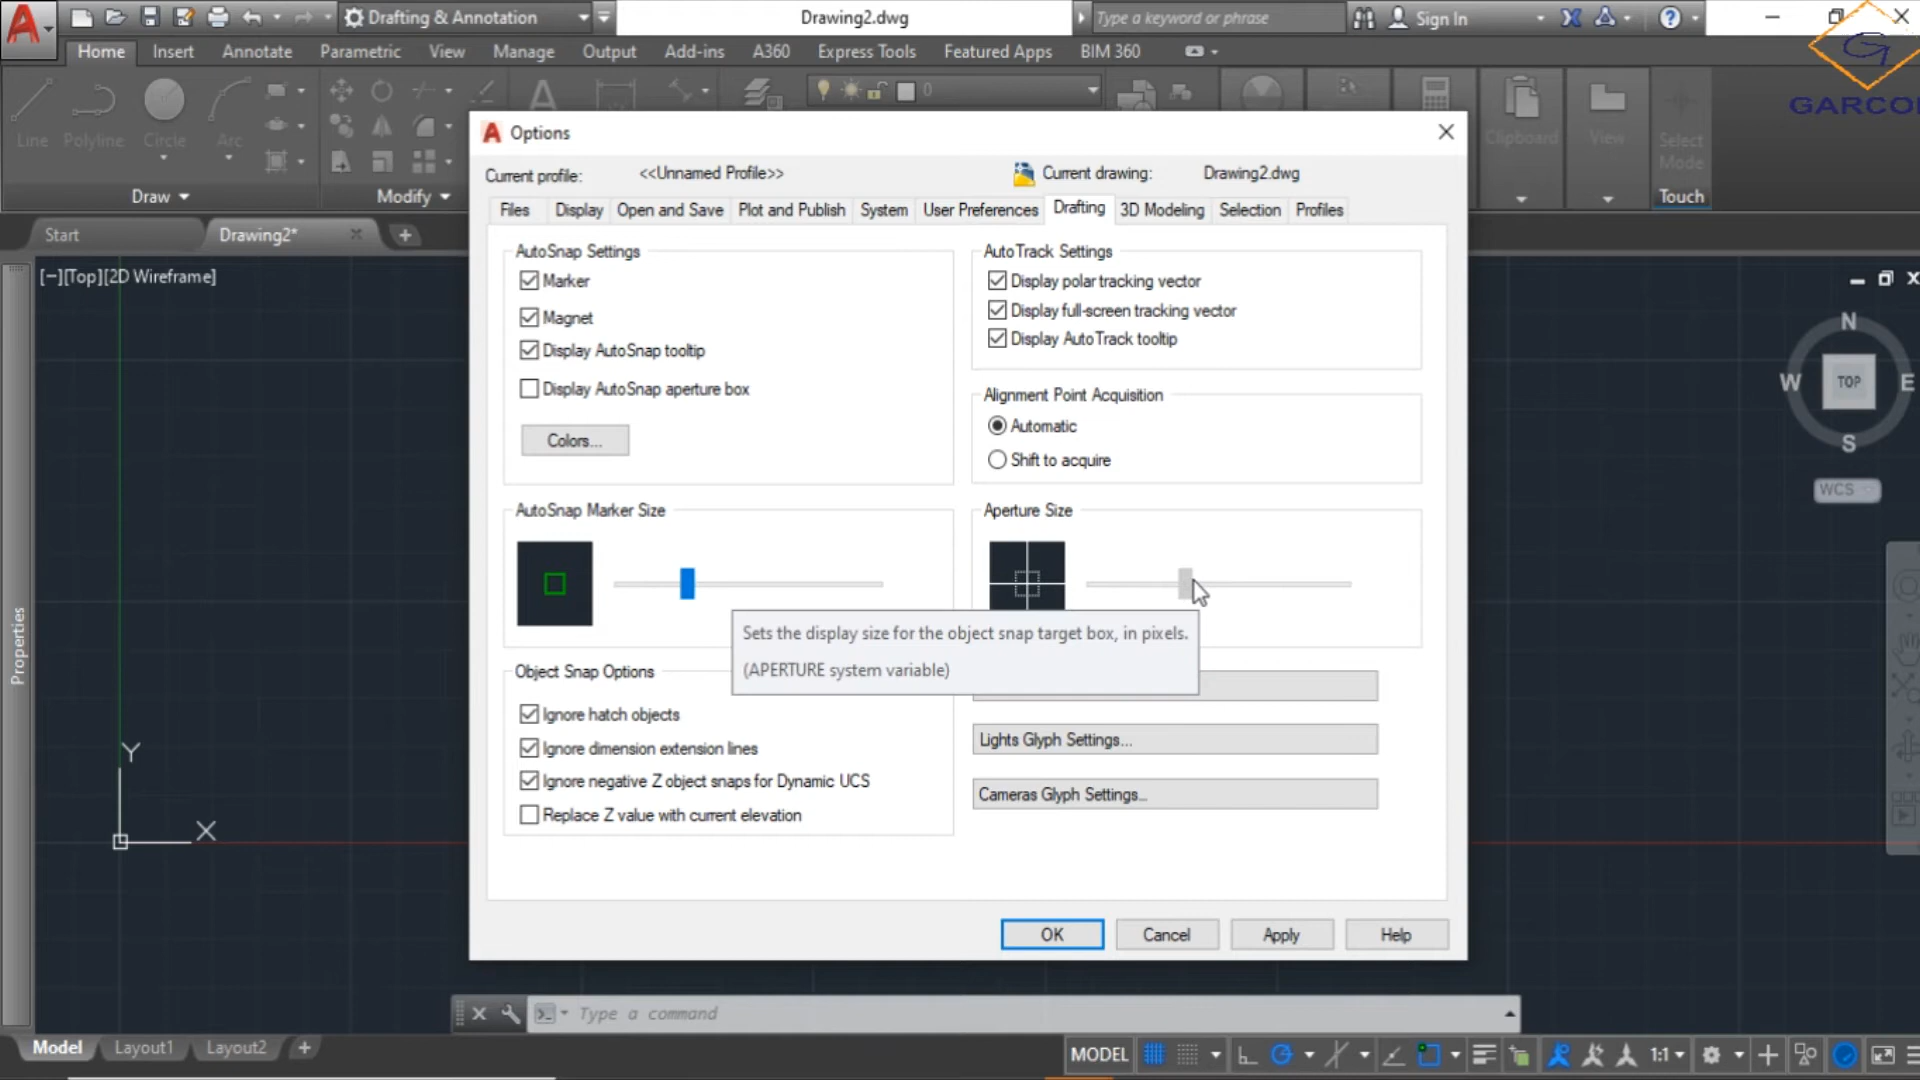 Drafting & Annotation
Drawing2.dwg
Type a keyword or phrase
Sign In
Home
Insert
Annotate
Parametric
View
Manage
Output
Add-ins
A360
Express Tools
Featured Apps
BIM 360
0
Line
Polyline
Circle
Arc
Clipboard
View
Select
Mode
Draw
Modify
Touch
GARCO
Start
Drawing2*
[−][Top][2D Wireframe]
Options
Current profile:
<<Unnamed Profile>>
Current drawing:
Drawing2.dwg
Files
Display
Open and Save
Plot and Publish
System
User Preferences
Drafting
3D Modeling
Selection
Profiles
AutoSnap Settings
Marker
Magnet
Display AutoSnap tooltip
Display AutoSnap aperture box
Colors...
AutoTrack Settings
Display polar tracking vector
Display full-screen tracking vector
Display AutoTrack tooltip
Alignment Point Acquisition
Automatic
Shift to acquire
AutoSnap Marker Size
Aperture Size
Sets the display size for the object snap target box, in pixels.
(APERTURE system variable)
Object Snap Options
Ignore hatch objects
Ignore dimension extension lines
Ignore negative Z object snaps for Dynamic UCS
Replace Z value with current elevation
Lights Glyph Settings...
Cameras Glyph Settings...
OK
Cancel
Apply
Help
N
W
TOP
E
S
WCS
Properties
Y
X
Type a command
Model
Layout1
Layout2
MODEL
1:1